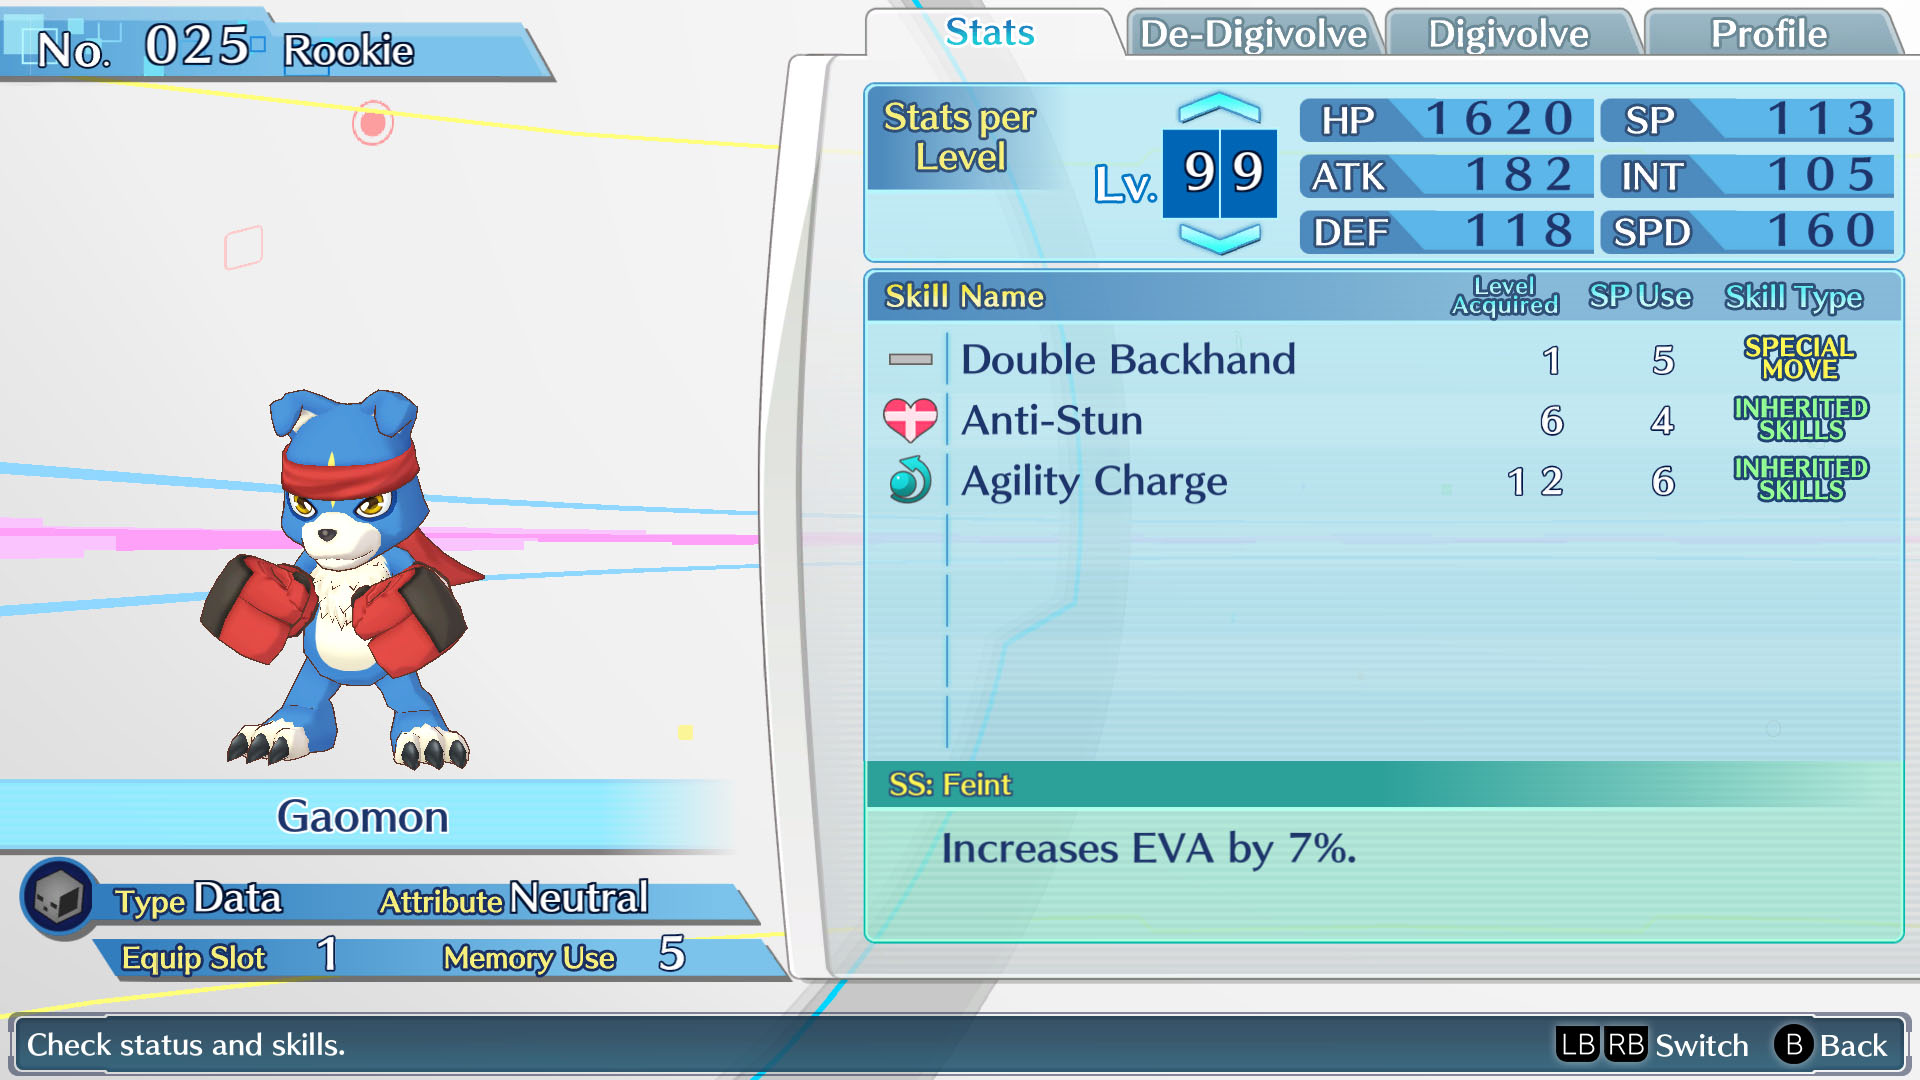 No. 025 Rookie
Stats De-Digivolve Digivolve Profile
Stats per
Level
Lv. 99
HP 1620 SP 113
ATK 182 INT 105
DEF 118 SPD 160
Skill Name Level Acquired SP Use Skill Type
Double Backhand 1 5 SPECIAL MOVE
Anti-Stun 6 4 INHERITED SKILLS
Agility Charge 12 6 INHERITED SKILLS
SS: Feint
Increases EVA by 7%.
Gaomon
Type Data Attribute Neutral
Equip Slot 1 Memory Use 5
Check status and skills.
LB RB Switch B Back